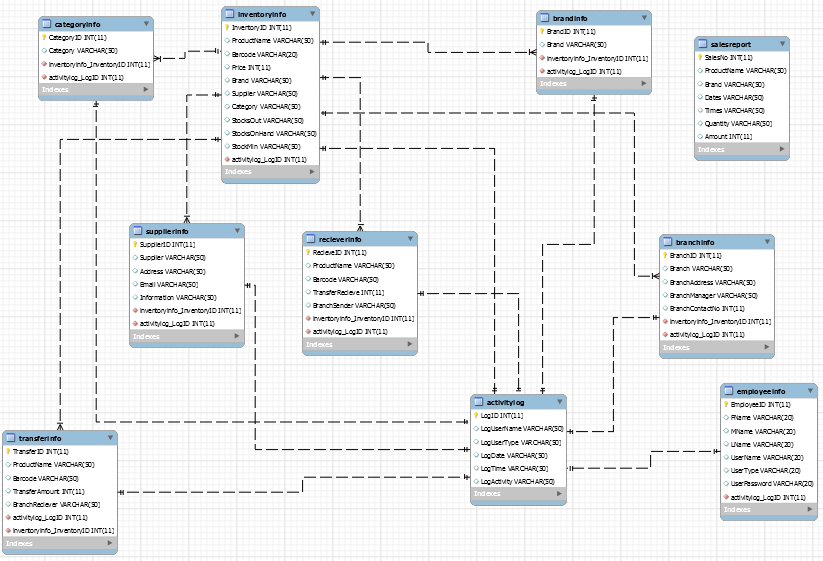 categoryinfo
CategoryID INT(11)
Category VARCHAR(50)
inventoryinfo_InventoryID INT(11)
activitylog_LogID INT(11)
Indexes
inventoryinfo
InventoryID INT(11)
ProductName VARCHAR(50)
Barcode VARCHAR(20)
Price INT(11)
Brand VARCHAR(50)
Supplier VARCHAR(50)
Category VARCHAR(50)
StocksOut VARCHAR(50)
StocksOnHand VARCHAR(50)
StockMin VARCHAR(50)
activitylog_LogID INT(11)
Indexes
brandinfo
BrandID INT(11)
Brand VARCHAR(50)
inventoryinfo_InventoryID INT(11)
activitylog_LogID INT(11)
Indexes
salesreport
SalesNo INT(11)
ProductName VARCHAR(50)
Brand VARCHAR(50)
Dates VARCHAR(50)
Times VARCHAR(50)
Quantity VARCHAR(50)
Amount INT(11)
Indexes
supplierinfo
SupplierID INT(11)
Supplier VARCHAR(50)
Address VARCHAR(50)
Email VARCHAR(50)
Information VARCHAR(50)
inventoryinfo_InventoryID INT(11)
activitylog_LogID INT(11)
Indexes
recieverinfo
RecieveID INT(11)
ProductName VARCHAR(50)
Barcode VARCHAR(50)
TransferRecieve INT(11)
BranchSender VARCHAR(50)
inventoryinfo_InventoryID INT(11)
activitylog_LogID INT(11)
Indexes
branchinfo
BranchID INT(11)
Branch VARCHAR(50)
BranchAddress VARCHAR(50)
BranchManager VARCHAR(50)
BranchContactNo INT(11)
inventoryinfo_InventoryID INT(11)
activitylog_LogID INT(11)
Indexes
transferinfo
TransferID INT(11)
ProductName VARCHAR(50)
Barcode VARCHAR(50)
TransferAmount INT(11)
BranchReciever VARCHAR(50)
activitylog_LogID INT(11)
inventoryinfo_InventoryID INT(11)
Indexes
activitylog
LogID INT(11)
LogUserName VARCHAR(50)
LogUserType VARCHAR(50)
LogDate VARCHAR(50)
LogTime VARCHAR(50)
LogActivity VARCHAR(50)
Indexes
employeeinfo
EmployeeID INT(11)
FName VARCHAR(20)
MName VARCHAR(20)
LName VARCHAR(20)
UserName VARCHAR(20)
UserType VARCHAR(20)
UserPassword VARCHAR(20)
activitylog_LogID INT(11)
Indexes